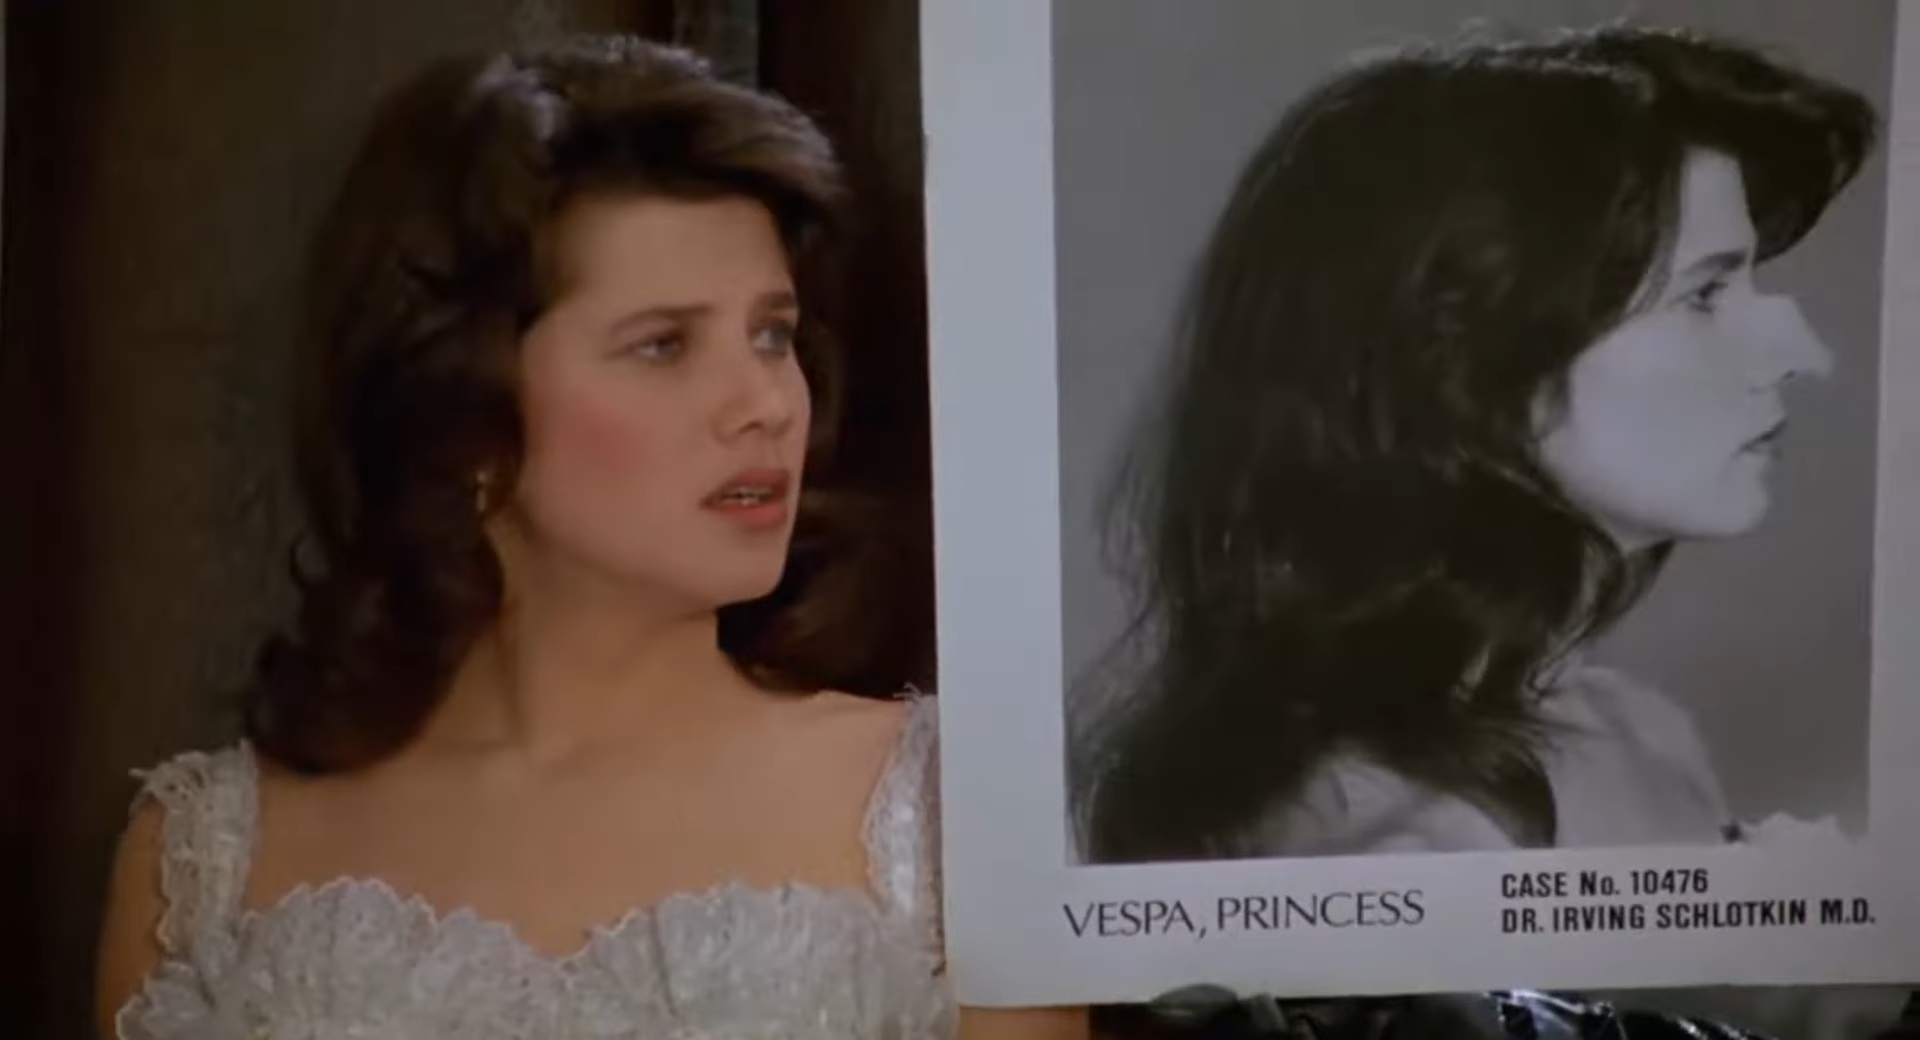 VESPA, PRINCESS
CASE No. 10476
DR. IRVING SCHLOTKIN M.D.